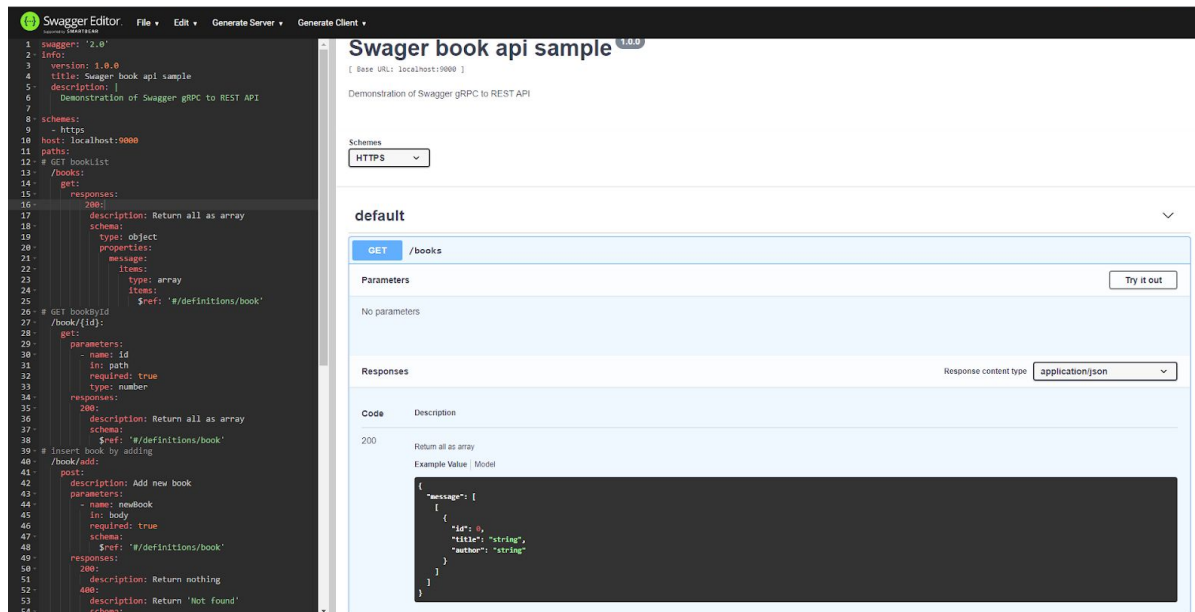 Swagger Editor. File ▾ Edit ▾ Generate Server ▾ Generate Client ▾
Supported by SMARTBEAR
1 swagger: '2.0'
2 info:
3 version: 1.0.0
4 title: Swager book api sample
5 description: |
6 Demonstration of Swagger gRPC to REST API
7
8 schemes:
9 - https
10 host: localhost:9000
11 paths:
12 # GET bookList
13 /books:
14 get:
15 responses:
16 200:
17 description: Return all as array
18 schema:
19 type: object
20 properties:
21 message:
22 items:
23 type: array
24 items:
25 $ref: '#/definitions/book'
26 # GET bookById
27 /book/{id}:
28 get:
29 parameters:
30 - name: id
31 in: path
32 required: true
33 type: number
34 responses:
35 200:
36 description: Return all as array
37 schema:
38 $ref: '#/definitions/book'
39 # insert book by adding
40 /book/add:
41 post:
42 description: Add new book
43 parameters:
44 - name: newBook
45 in: body
46 required: true
47 schema:
48 $ref: '#/definitions/book'
49 responses:
50 200:
51 description: Return nothing
52 400:
53 description: Return 'Not found'
54 schema:
Swager book api sample 1.0.0
[ Base URL: localhost:9000 ]
Demonstration of Swagger gRPC to REST API
Schemes
HTTPS
default
GET /books
Parameters Try it out
No parameters
Responses Response content type application/json
Code Description
200
Return all as array
Example Value | Model
{
"message": [
[
{
"id": 0,
"title": "string",
"author": "string"
}
]
]
}